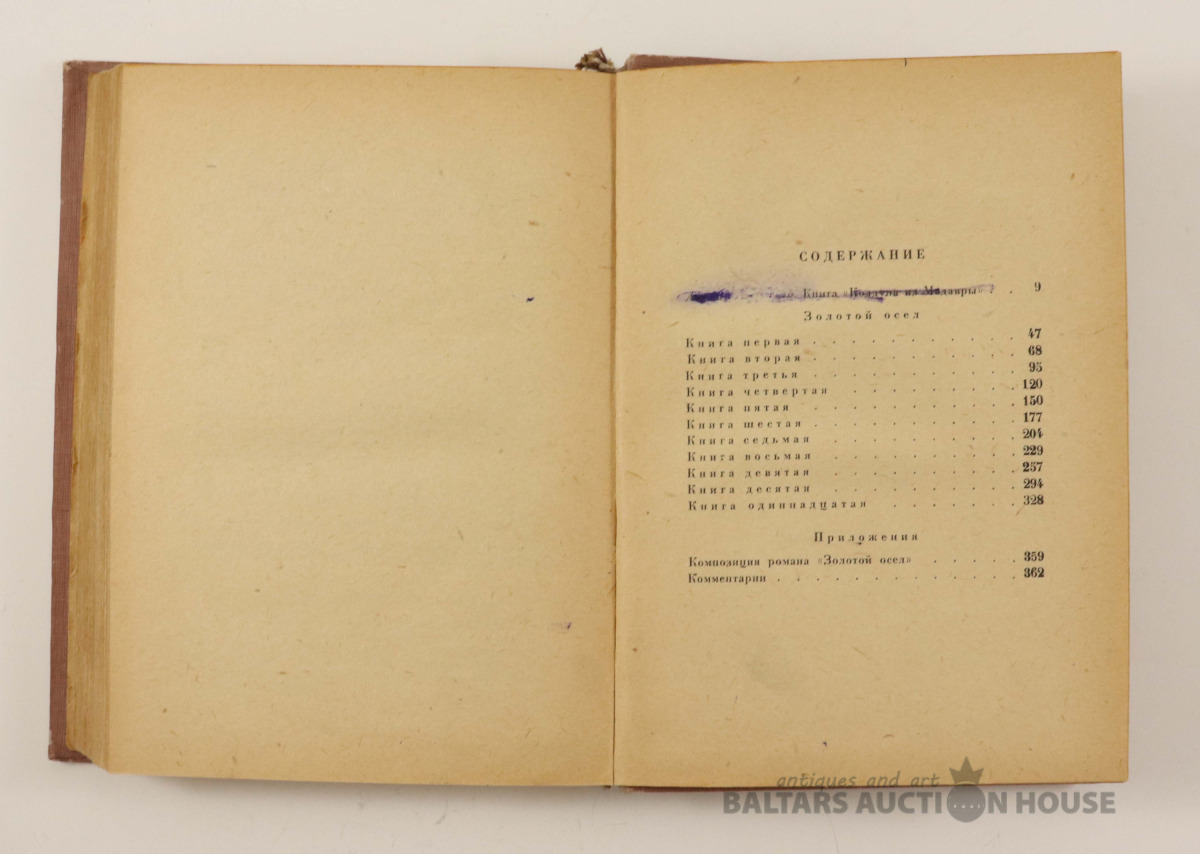 СОДЕРЖАНИЕ
Книга «Колдуна из Мадавры» . . 9
Золотой осел
Книга первая . . . . . . . . . . . 47
Книга вторая . . . . . . . . . . . 68
Книга третья . . . . . . . . . . . 95
Книга четвертая . . . . . . . . . 120
Книга пятая . . . . . . . . . . . 150
Книга шестая . . . . . . . . . . . 177
Книга седьмая . . . . . . . . . . 204
Книга восьмая . . . . . . . . . . 229
Книга девятая . . . . . . . . . . 257
Книга десятая . . . . . . . . . . 294
Книга одиннадцатая . . . . . . . 328
Приложения
Композиция романа «Золотой осел» . . . . . 359
Комментарии . . . . . . . . . . . . . 362
antiques and art
BALTARS AUCTION HOUSE